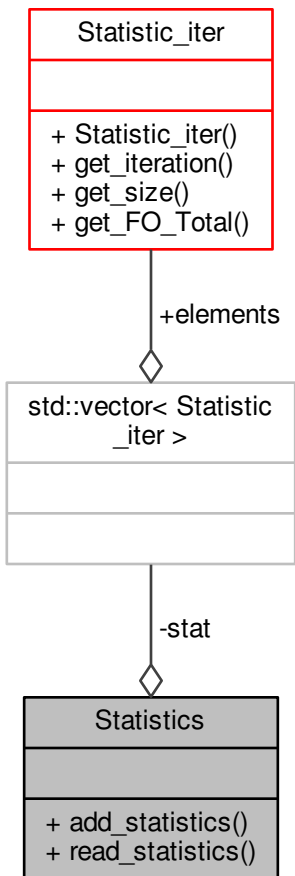 Statistic_iter
+ Statistic_iter()
+ get_iteration()
+ get_size()
+ get_FO_Total()
+elements
std::vector< Statistic
_iter >
-stat
Statistics
+ add_statistics()
+ read_statistics()